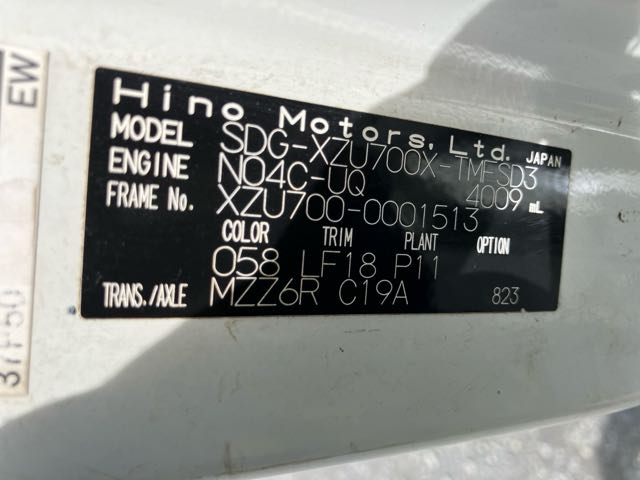 Hino Motors, Ltd. JAPAN
MODEL SDG-XZU700X-TMFSD3
ENGINE N04C-UQ 4009 mL
FRAME No. XZU700-0001513
COLOR TRIM PLANT OPTION
058 LF18 P11
TRANS./AXLE MZZ6R C19A 823
EW